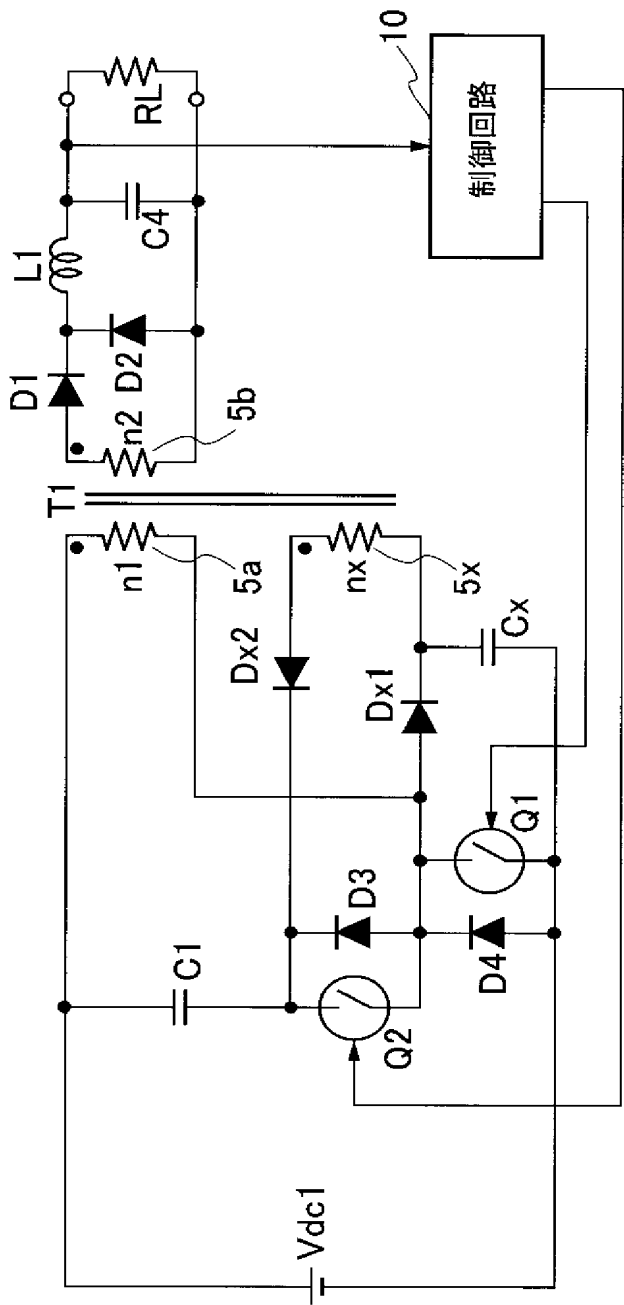 Vdc1
C1
Q2
D3
D4
Q1
Dx2
Dx1
Cx
n1
5a
nx
5x
T1
n2
5b
D1
D2
L1
C4
RL
10
制御回路